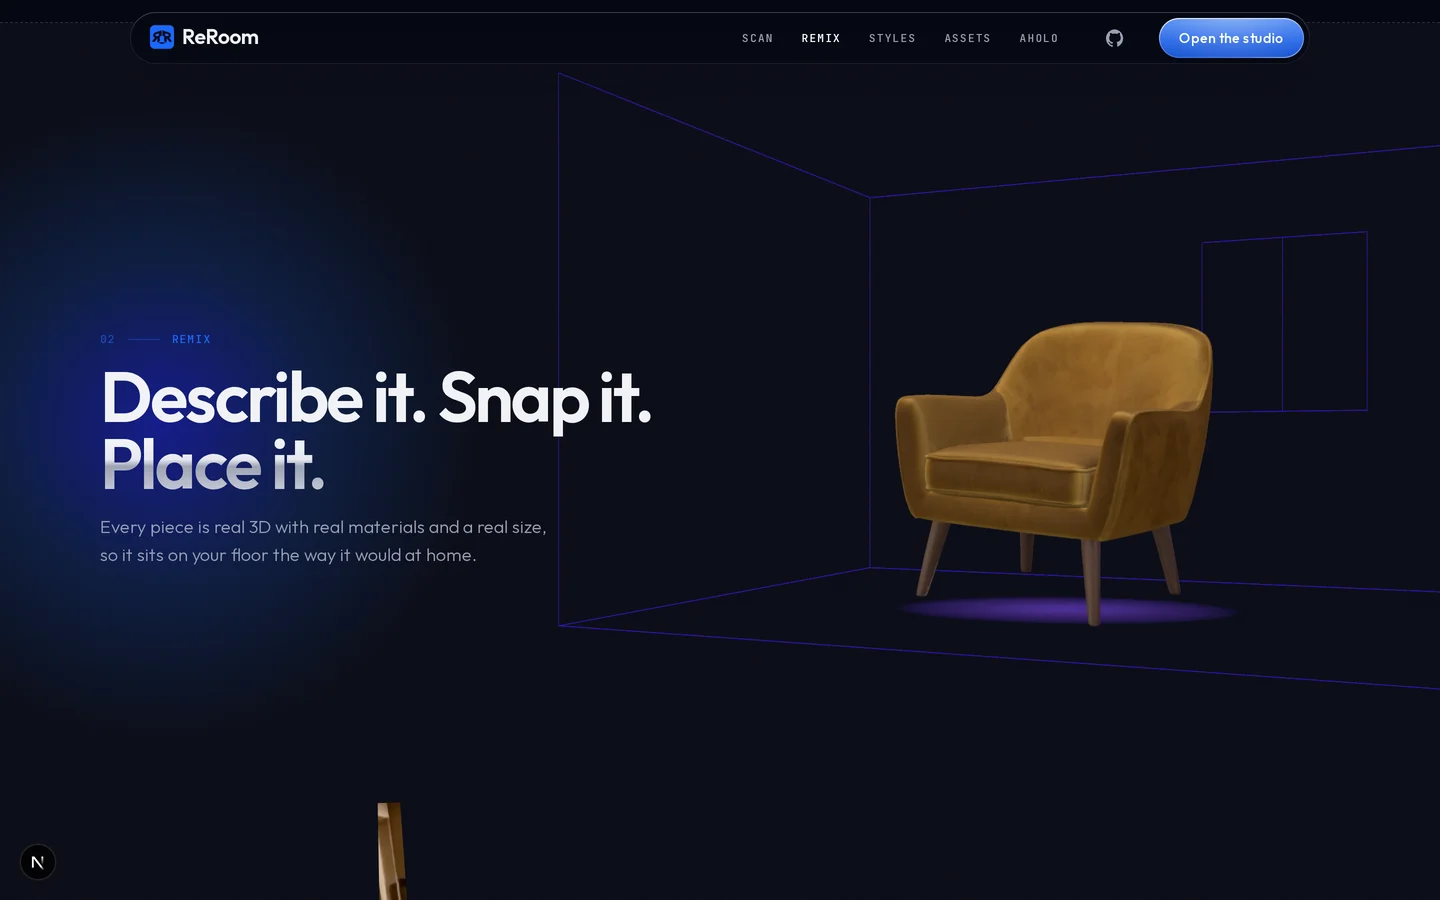 ReRoom
SCAN
REMIX
STYLES
ASSETS
AHOLO
Open the studio
02
REMIX
Describe it. Snap it.
Place it.
Every piece is real 3D with real materials and a real size,
so it sits on your floor the way it would at home.
N